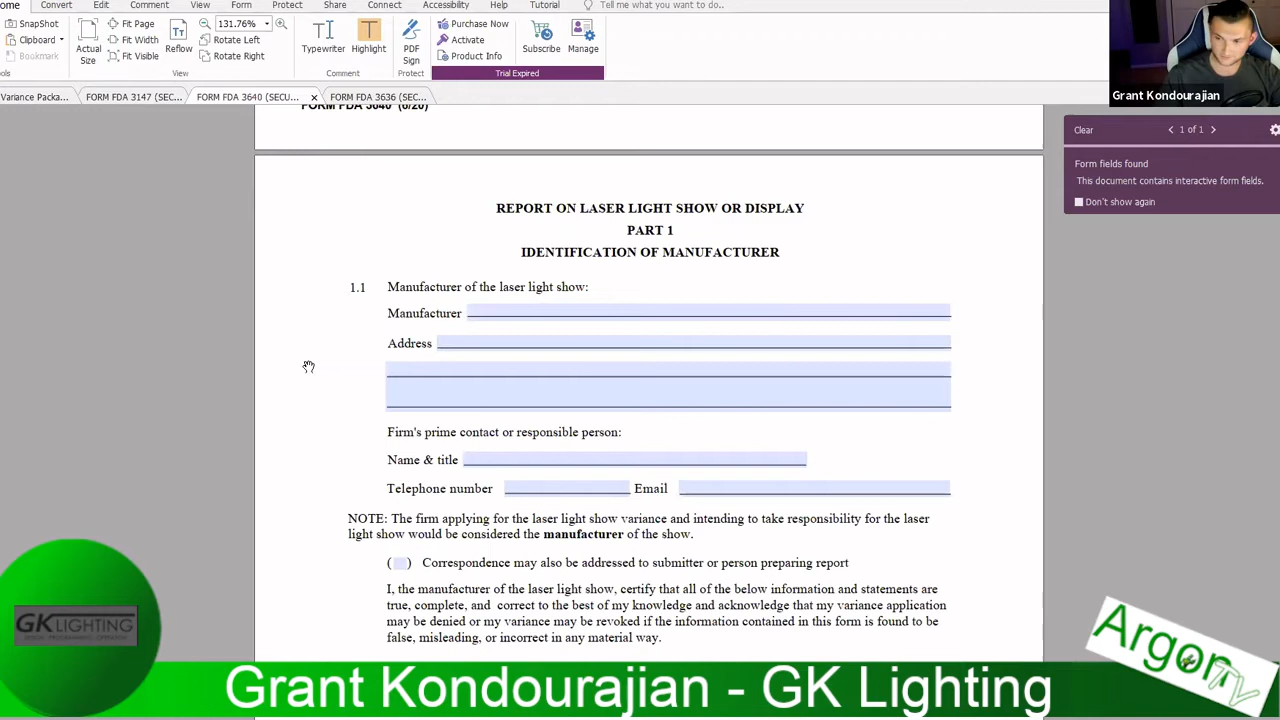 ome Convert Edit Comment View Form Protect Share Connect Accessibility Help Tutorial Tell me what you want to do..
SnapShot
Clipboard
Bookmark
ols
Actual Size
Fit Page
Fit Width
Fit Visible
Reflow
131.76%
Rotate Left
Rotate Right
View
Typewriter
Highlight
Comment
PDF Sign
Protect
Purchase Now
Activate
Product Info
Subscribe
Manage
Trial Expired
Grant Kondourajian
Variance Packa... FORM FDA 3147 (SEC... FORM FDA 3640 (SECU... × FORM FDA 3636 (SEC...
FORM FDA 3640 (8/20)
Clear < 1 of 1 >
Form fields found
This document contains interactive form fields.
Don't show again
REPORT ON LASER LIGHT SHOW OR DISPLAY
PART 1
IDENTIFICATION OF MANUFACTURER
1.1 Manufacturer of the laser light show:
Manufacturer
Address
Firm's prime contact or responsible person:
Name & title
Telephone number Email
NOTE: The firm applying for the laser light show variance and intending to take responsibility for the laser
light show would be considered the manufacturer of the show.
( ) Correspondence may also be addressed to submitter or person preparing report
I, the manufacturer of the laser light show, certify that all of the below information and statements are
true, complete, and correct to the best of my knowledge and acknowledge that my variance application
may be denied or my variance may be revoked if the information contained in this form is found to be
false, misleading, or incorrect in any material way.
GK LIGHTING
DESIGN PROGRAMMING OPERATION
Argon TV
Grant Kondourajian - GK Lighting